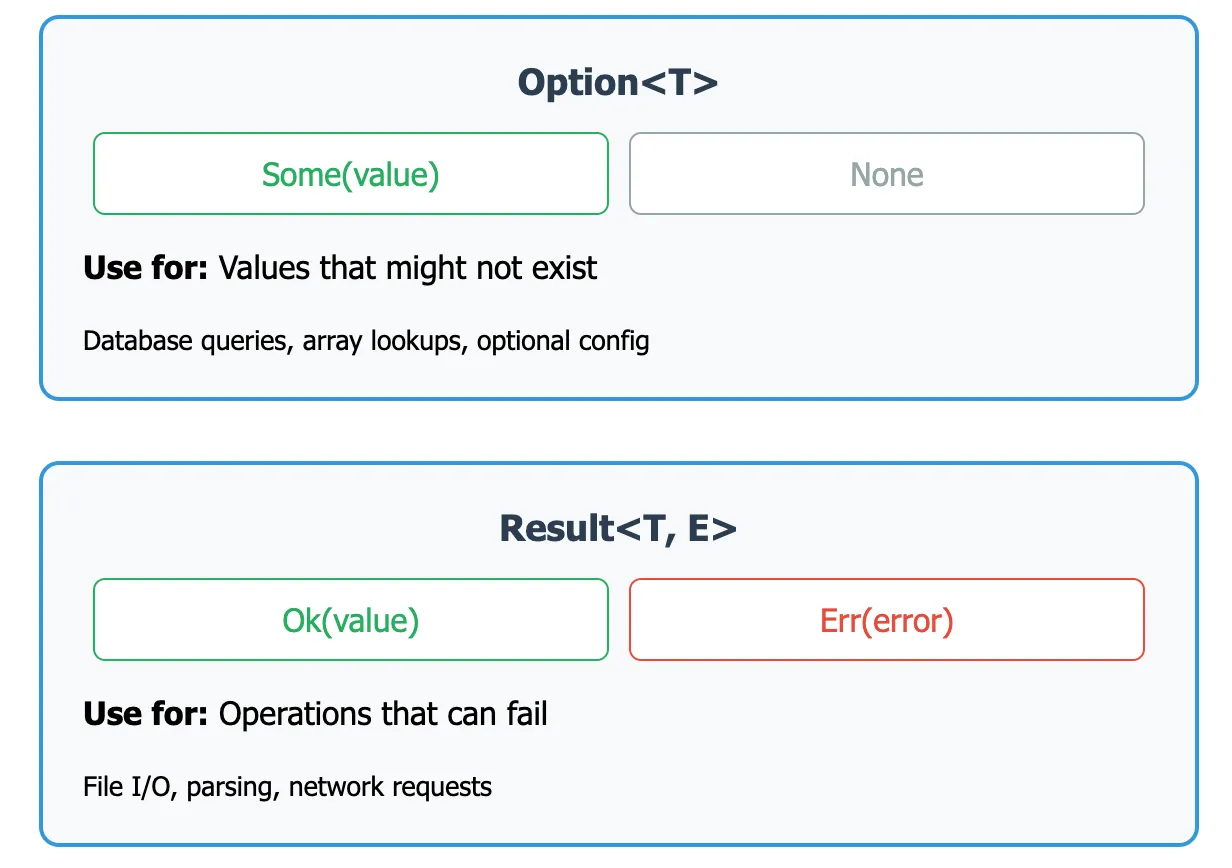 Option<T>
Some(value)
None
Use for: Values that might not exist
Database queries, array lookups, optional config
Result<T, E>
Ok(value)
Err(error)
Use for: Operations that can fail
File I/O, parsing, network requests